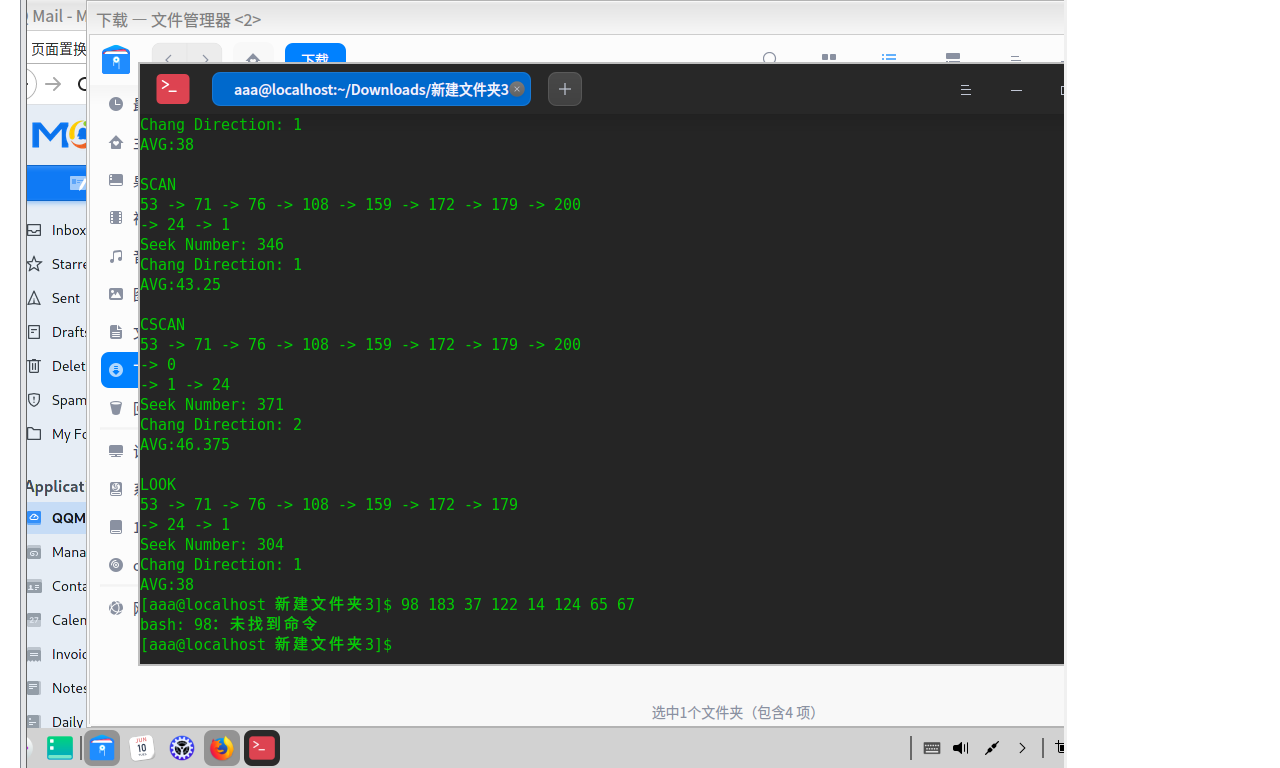 Mail - M
下载 — 文件管理器 <2>
页面置换
下载
aaa@localhost:~/Downloads/新建文件夹3
Chang Direction: 1
AVG:38
SCAN
53 -> 71 -> 76 -> 108 -> 159 -> 172 -> 179 -> 200
-> 24 -> 1
Seek Number: 346
Chang Direction: 1
AVG:43.25
CSCAN
53 -> 71 -> 76 -> 108 -> 159 -> 172 -> 179 -> 200
-> 0
-> 1 -> 24
Seek Number: 371
Chang Direction: 2
AVG:46.375
LOOK
53 -> 71 -> 76 -> 108 -> 159 -> 172 -> 179
-> 24 -> 1
Seek Number: 304
Chang Direction: 1
AVG:38
[aaa@localhost 新建文件夹3]$ 98 183 37 122 14 124 65 67
bash: 98: 未找到命令
[aaa@localhost 新建文件夹3]$
Inbox
Starre
Sent
Drafts
Delet
Spam
My Fo
Applicat
QQM
Mana
Conta
Calen
Invoic
Notes
Daily
选中1个文件夹（包含4 项）
JUN
10